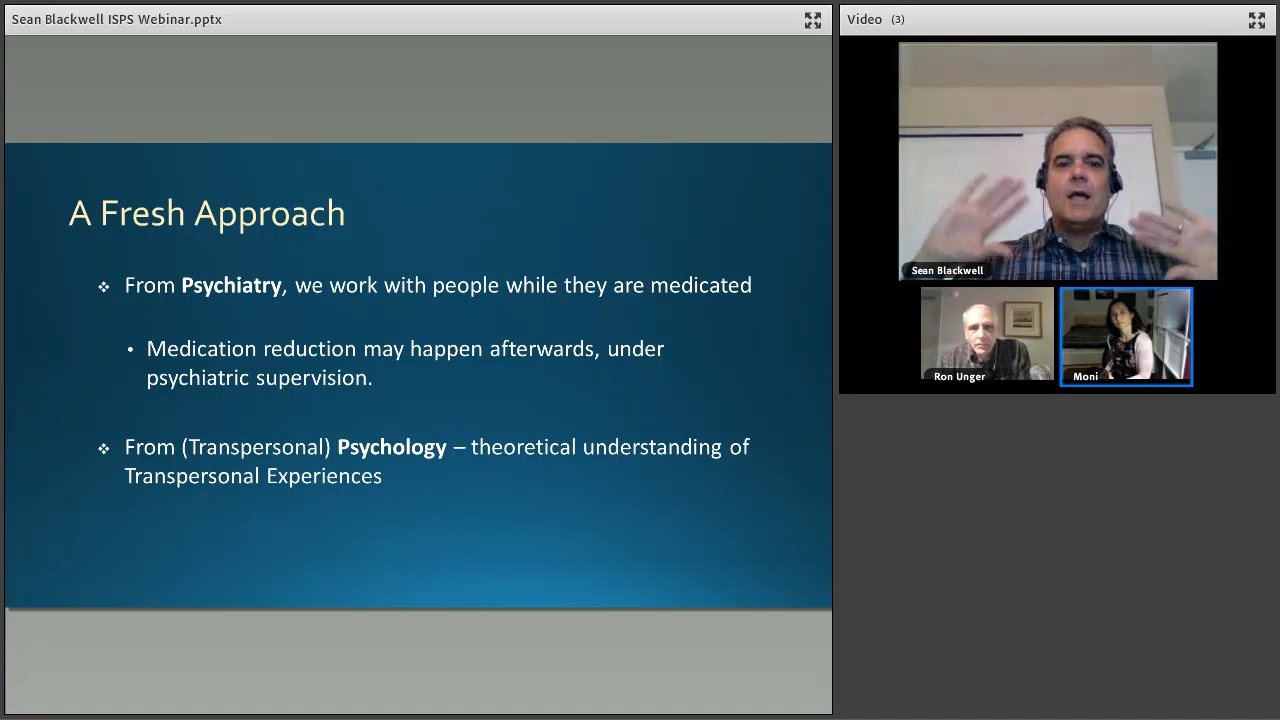 Sean Blackwell ISPS Webinar.pptx
Video (3)
A Fresh Approach
❖ From Psychiatry, we work with people while they are medicated
• Medication reduction may happen afterwards, under
psychiatric supervision.
❖ From (Transpersonal) Psychology – theoretical understanding of
Transpersonal Experiences
Sean Blackwell
Ron Unger
Moni